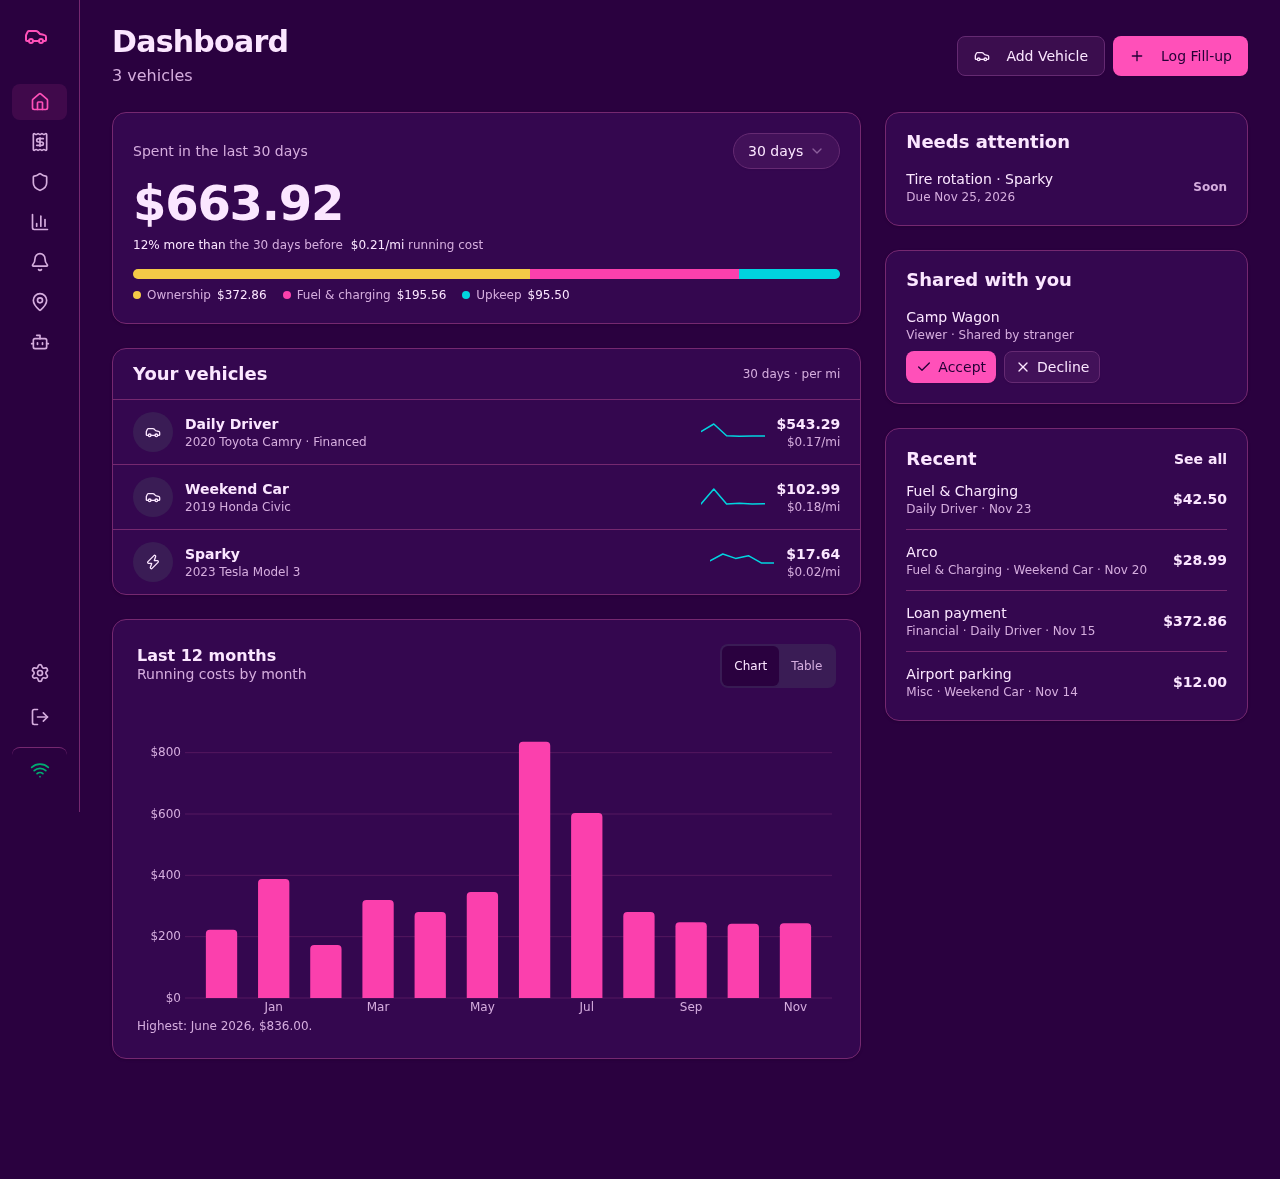 Dashboard
3 vehicles
Add Vehicle
Log Fill-up
Spent in the last 30 days
30 days
$663.92
12% more than the 30 days before $0.21/mi running cost
Ownership $372.86 Fuel & charging $195.56 Upkeep $95.50
Your vehicles
30 days · per mi
Daily Driver
2020 Toyota Camry · Financed
$543.29
$0.17/mi
Weekend Car
2019 Honda Civic
$102.99
$0.18/mi
Sparky
2023 Tesla Model 3
$17.64
$0.02/mi
Last 12 months
Running costs by month
Chart Table
$800
$600
$400
$200
$0
Jan Mar May Jul Sep Nov
Highest: June 2026, $836.00.
Needs attention
Tire rotation · Sparky
Due Nov 25, 2026
Soon
Shared with you
Camp Wagon
Viewer · Shared by stranger
Accept Decline
Recent
See all
Fuel & Charging
Daily Driver · Nov 23
$42.50
Arco
Fuel & Charging · Weekend Car · Nov 20
$28.99
Loan payment
Financial · Daily Driver · Nov 15
$372.86
Airport parking
Misc · Weekend Car · Nov 14
$12.00